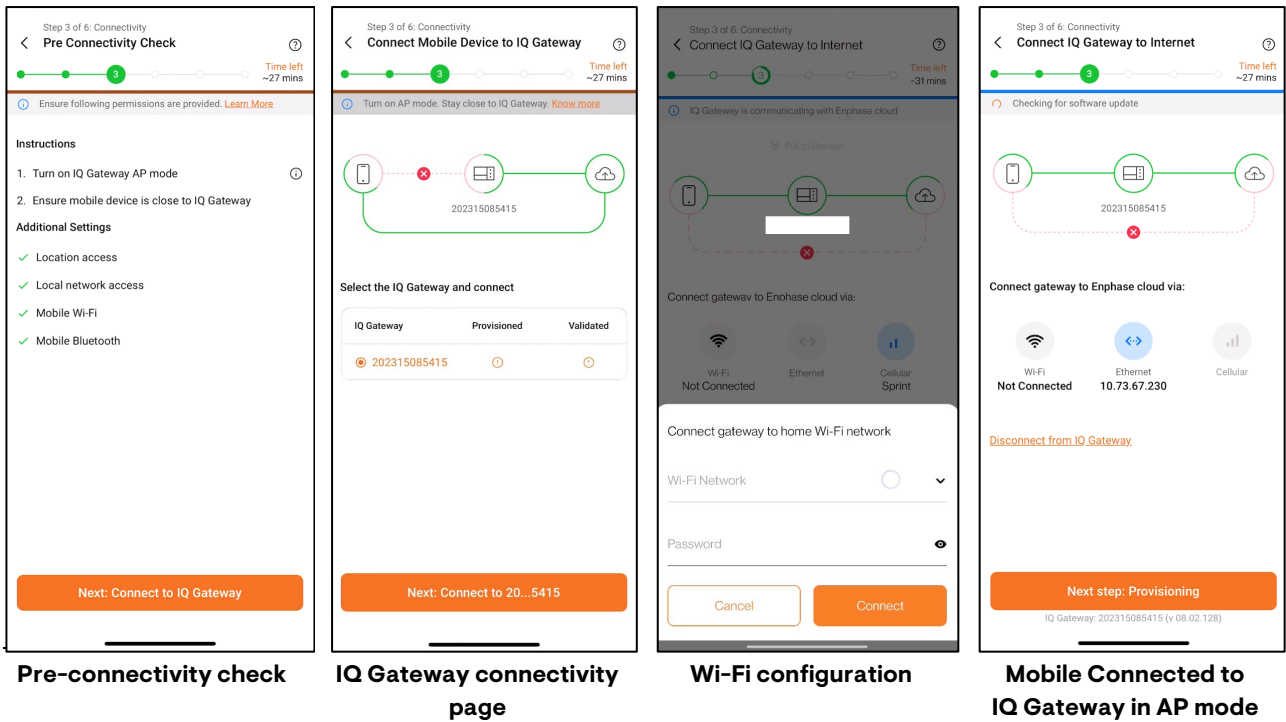 Step 3 of 6: Connectivity
Pre Connectivity Check
3
Time left
~27 mins
Ensure following permissions are provided. Learn More
Instructions
1. Turn on IQ Gateway AP mode
2. Ensure mobile device is close to IQ Gateway
Additional Settings
Location access
Local network access
Mobile Wi-Fi
Mobile Bluetooth
Next: Connect to IQ Gateway
Pre-connectivity check
Step 3 of 6: Connectivity
Connect Mobile Device to IQ Gateway
3
Time left
~27 mins
Turn on AP mode. Stay close to IQ Gateway. Know more
202315085415
Select the IQ Gateway and connect
IQ Gateway Provisioned Validated
202315085415
Next: Connect to 20...5415
IQ Gateway connectivity
page
Step 3 of 6: Connectivity
Connect IQ Gateway to Internet
3
Time left
~31 mins
IQ Gateway is communicating with Enphase cloud
Pull to Refresh
Connect gateway to Enphase cloud via:
Wi-Fi Ethernet Cellular
Not Connected Sprint
Connect gateway to home Wi-Fi network
Wi-Fi Network
Password
Cancel Connect
Wi-Fi configuration
Step 3 of 6: Connectivity
Connect IQ Gateway to Internet
3
Time left
~27 mins
Checking for software update
202315085415
Connect gateway to Enphase cloud via:
Wi-Fi Ethernet Cellular
Not Connected 10.73.67.230
Disconnect from IQ Gateway
Next step: Provisioning
IQ Gateway: 202315085415 (v 08.02.128)
Mobile Connected to
IQ Gateway in AP mode